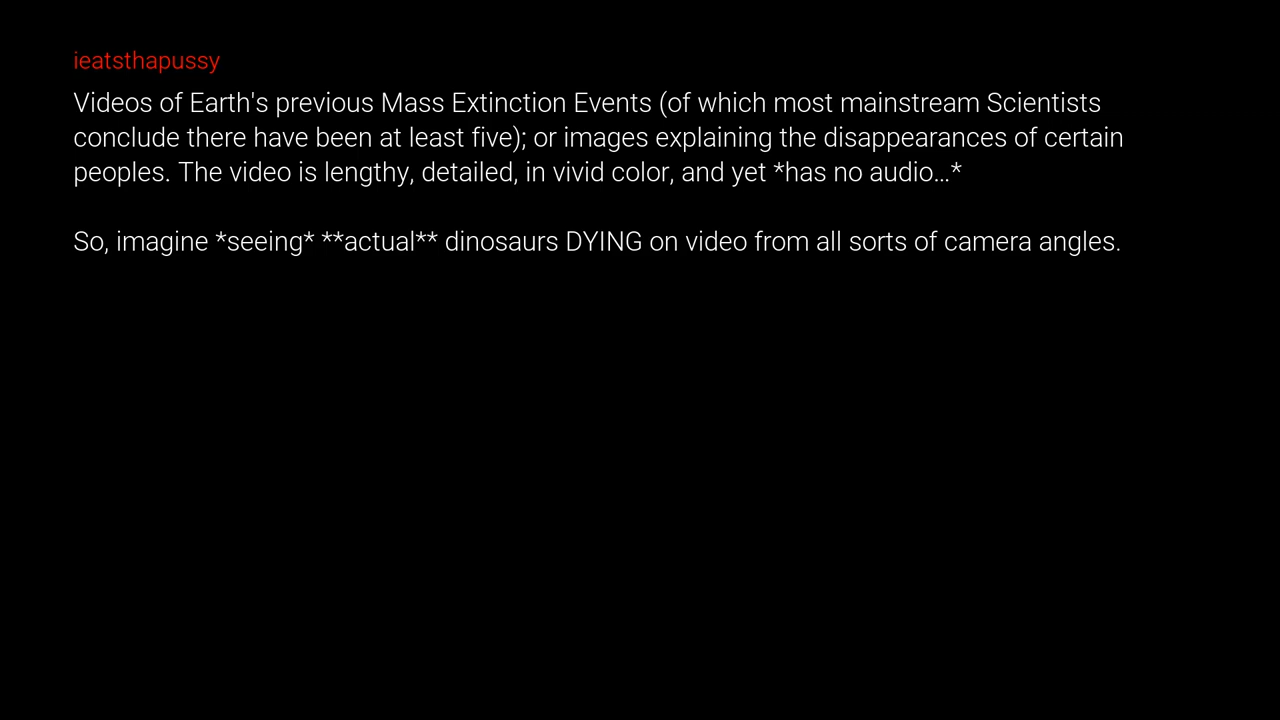 ieatsthapussy
Videos of Earth's previous Mass Extinction Events (of which most mainstream Scientists
conclude there have been at least five); or images explaining the disappearances of certain
peoples. The video is lengthy, detailed, in vivid color, and yet *has no audio…*
So, imagine *seeing* **actual** dinosaurs DYING on video from all sorts of camera angles.